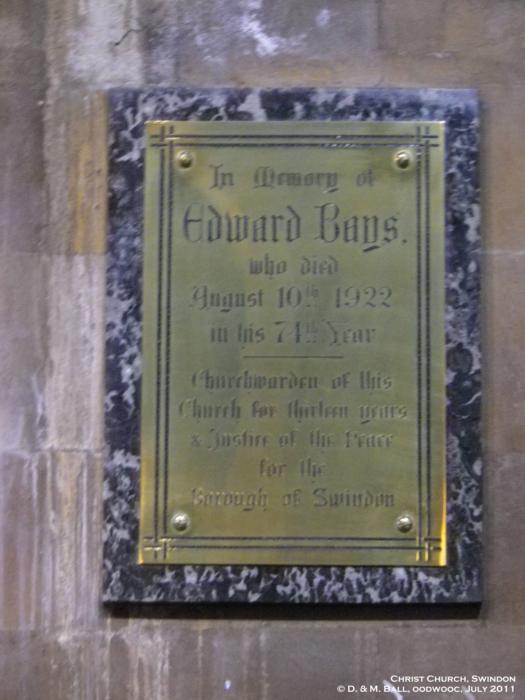 In Memory of
Edward Bays.
who died
August 10th 1922
in his 74th Year
Churchwarden of this
Church for thirteen years
& Justice of the Peace
for the
Borough of Swindon
Christ Church, Swindon
© D. & M. Ball, oodwooc, July 2011